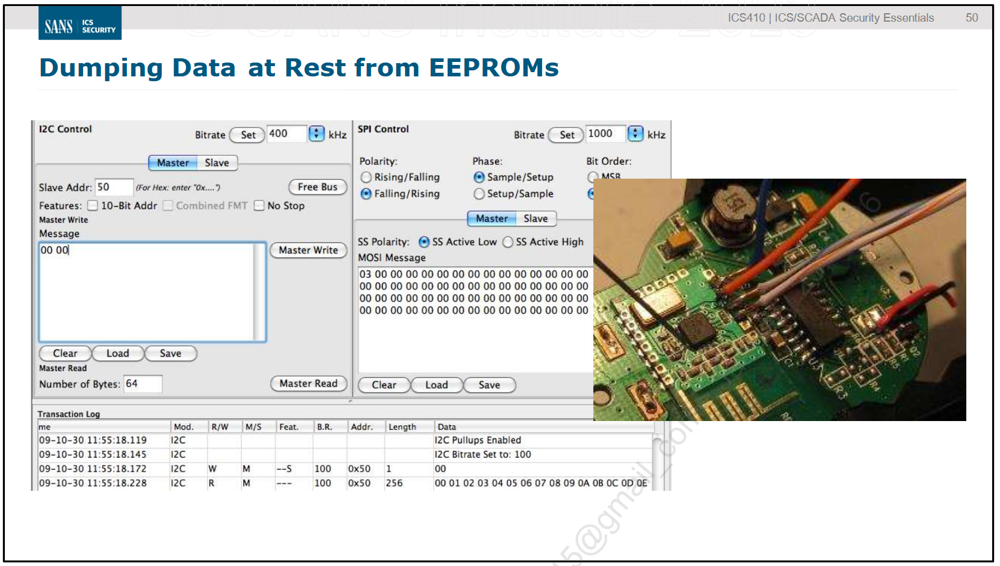 © SANS Institute 2025
SANS ICS SECURITY
ICS410 | ICS/SCADA Security Essentials 50
Dumping Data at Rest from EEPROMs
I2C Control
Bitrate Set 400 kHz
Master Slave
Slave Addr: 50 (For Hex: enter "0x....") Free Bus
Features: 10-Bit Addr Combined FMT No Stop
Master Write
Message
00 00
Master Write
Clear Load Save
Master Read
Number of Bytes: 64 Master Read
SPI Control
Bitrate Set 1000 kHz
Polarity: Phase: Bit Order:
Rising/Falling Sample/Setup MSB
Falling/Rising Setup/Sample
Master Slave
SS Polarity: SS Active Low SS Active High
MOSI Message
03 00 00 00 00 00 00 00 00 00 00 00 00 00 00
00 00 00 00 00 00 00 00 00 00 00 00 00 00 00
00 00 00 00 00 00 00 00 00 00 00 00 00 00 00
00 00 00 00 00 00 00 00 00 00 00 00 00 00 00
Clear Load Save
Transaction Log
me Mod. R/W M/S Feat. B.R. Addr. Length Data
09-10-30 11:55:18.119 I2C I2C Pullups Enabled
09-10-30 11:55:18.145 I2C I2C Bitrate Set to: 100
09-10-30 11:55:18.172 I2C W M --S 100 0x50 1 00
09-10-30 11:55:18.228 I2C R M --- 100 0x50 256 00 01 02 03 04 05 06 07 08 09 0A 0B 0C 0D 0E